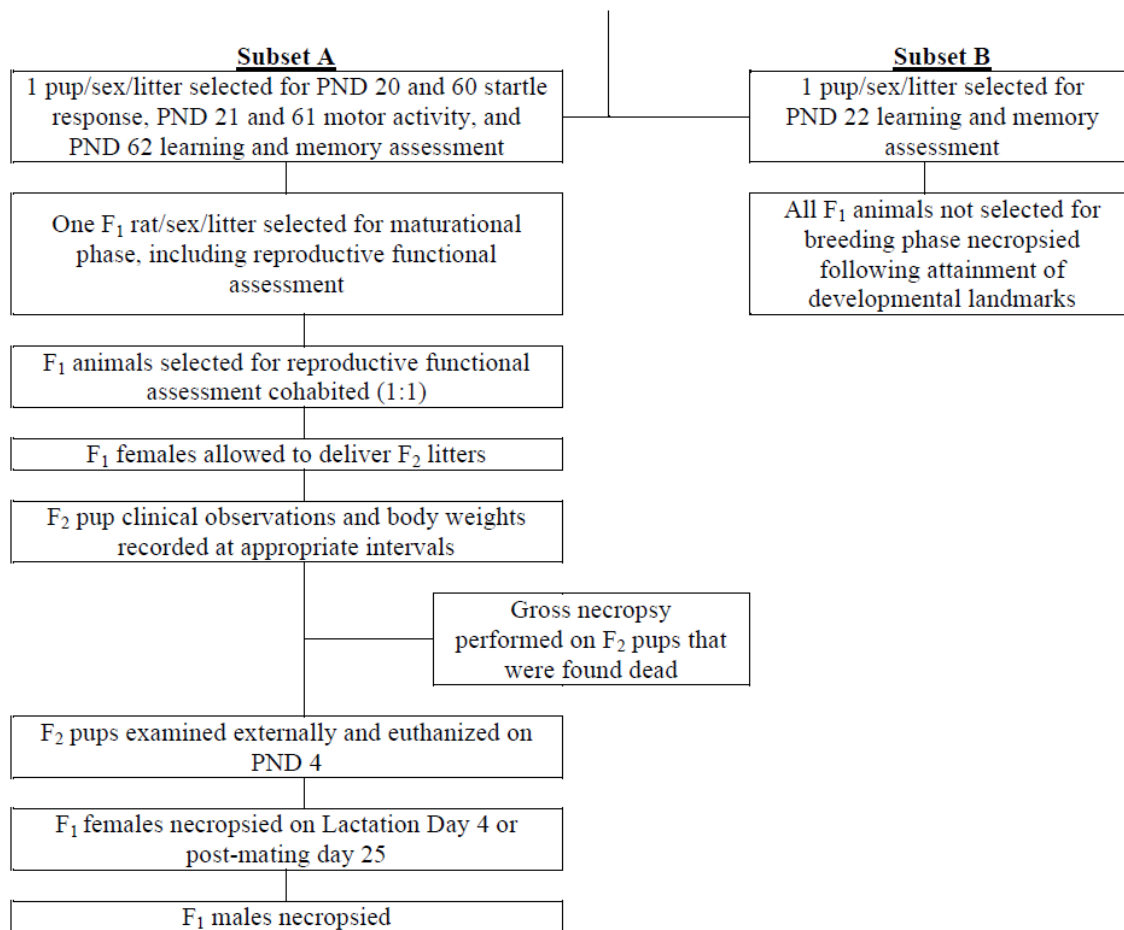 Subset A
1 pup/sex/litter selected for PND 20 and 60 startle
response, PND 21 and 61 motor activity, and
PND 62 learning and memory assessment
Subset B
1 pup/sex/litter selected for
PND 22 learning and memory
assessment
One F₁ rat/sex/litter selected for maturational
phase, including reproductive functional
assessment
All F₁ animals not selected for
breeding phase necropsied
following attainment of
developmental landmarks
F₁ animals selected for reproductive functional
assessment cohabited (1:1)
F₁ females allowed to deliver F₂ litters
F₂ pup clinical observations and body weights
recorded at appropriate intervals
Gross necropsy
performed on F₂ pups that
were found dead
F₂ pups examined externally and euthanized on
PND 4
F₁ females necropsied on Lactation Day 4 or
post-mating day 25
F₁ males necropsied